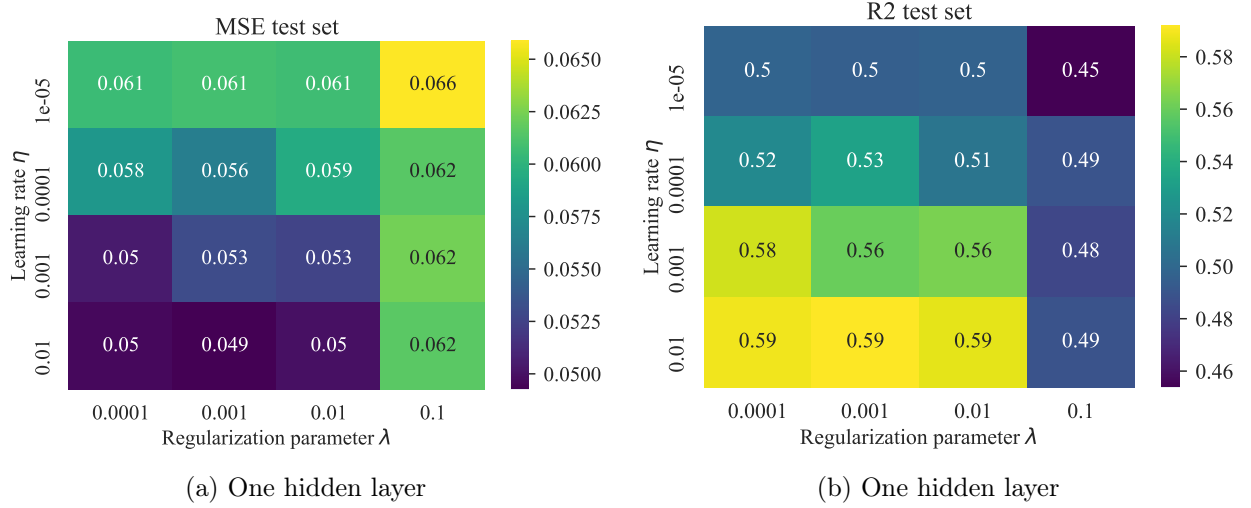 MSE test set
Learning rate η
1e-05
0.0001
0.001
0.01
0.061 0.061 0.061 0.066
0.058 0.056 0.059 0.062
0.05 0.053 0.053 0.062
0.05 0.049 0.05 0.062
0.0001 0.001 0.01 0.1
Regularization parameter λ
0.0650
0.0625
0.0600
0.0575
0.0550
0.0525
0.0500
(a) One hidden layer
R2 test set
Learning rate η
1e-05
0.0001
0.001
0.01
0.5 0.5 0.5 0.45
0.52 0.53 0.51 0.49
0.58 0.56 0.56 0.48
0.59 0.59 0.59 0.49
0.0001 0.001 0.01 0.1
Regularization parameter λ
0.58
0.56
0.54
0.52
0.50
0.48
0.46
(b) One hidden layer